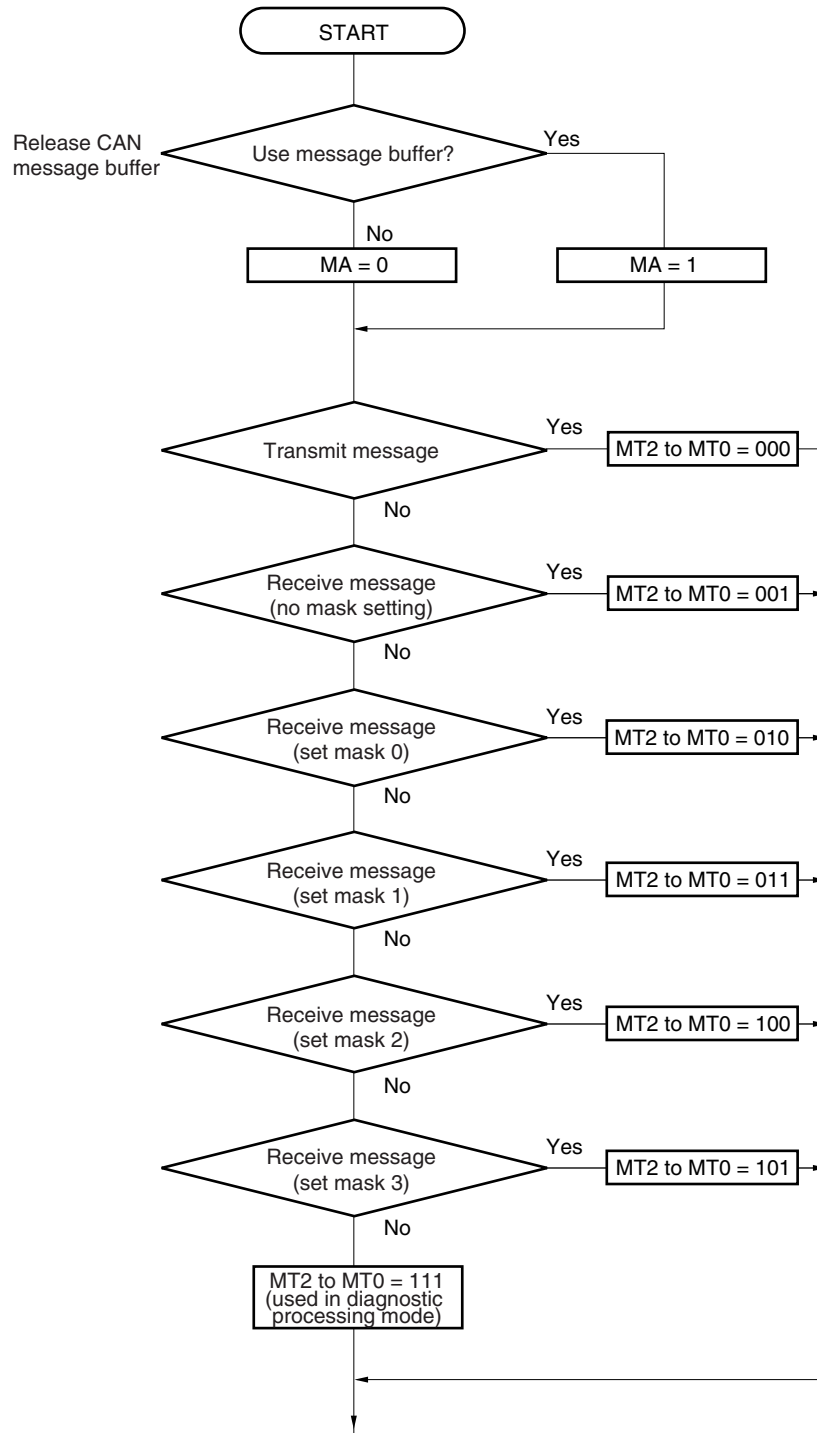 START
Release CAN
message buffer
Use message buffer?
Yes
No
MA = 0
MA = 1
Transmit message
Yes
MT2 to MT0 = 000
No
Receive message
(no mask setting)
Yes
MT2 to MT0 = 001
No
Receive message
(set mask 0)
Yes
MT2 to MT0 = 010
No
Receive message
(set mask 1)
Yes
MT2 to MT0 = 011
No
Receive message
(set mask 2)
Yes
MT2 to MT0 = 100
No
Receive message
(set mask 3)
Yes
MT2 to MT0 = 101
No
MT2 to MT0 = 111
(used in diagnostic
processing mode)